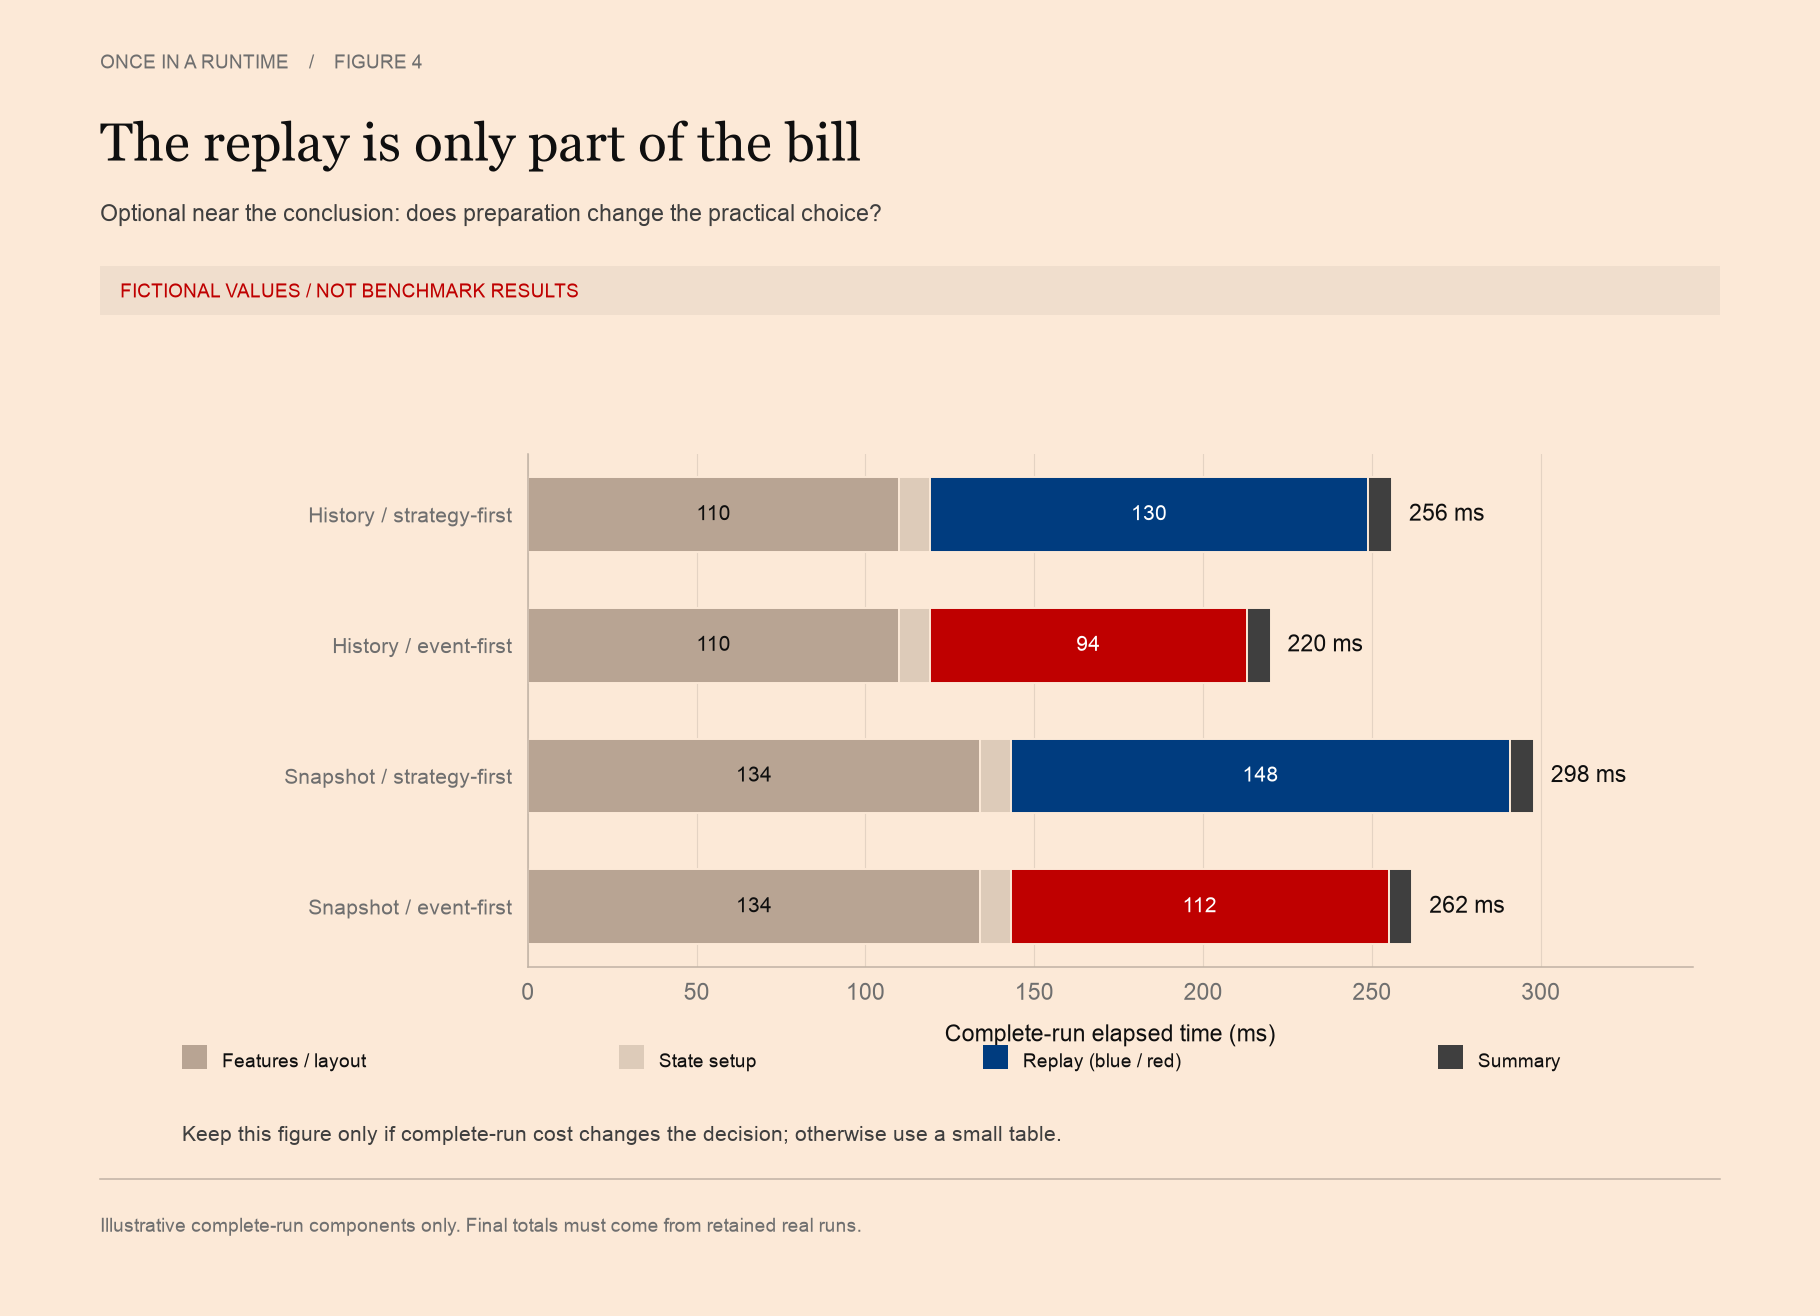 ONCE IN A RUNTIME / FIGURE 4
The replay is only part of the bill
Optional near the conclusion: does preparation change the practical choice?
FICTIONAL VALUES / NOT BENCHMARK RESULTS
History / strategy-first 110 130 256 ms
History / event-first 110 94 220 ms
Snapshot / strategy-first 134 148 298 ms
Snapshot / event-first 134 112 262 ms
0 50 100 150 200 250 300
Complete-run elapsed time (ms)
Features / layout State setup Replay (blue / red) Summary
Keep this figure only if complete-run cost changes the decision; otherwise use a small table.
Illustrative complete-run components only. Final totals must come from retained real runs.